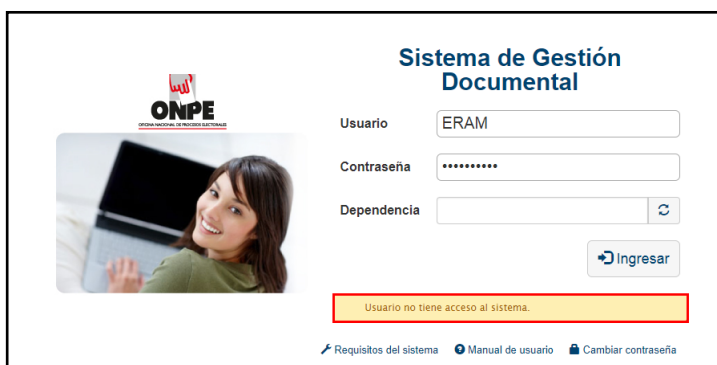 Sistema de Gestión
Documental
ONPE
OFICINA NACIONAL DE PROCESOS ELECTORALES
Usuario
ERAM
Contraseña
••••••••••
Dependencia
Ingresar
Usuario no tiene acceso al sistema.
Requisitos del sistema Manual de usuario Cambiar contraseña